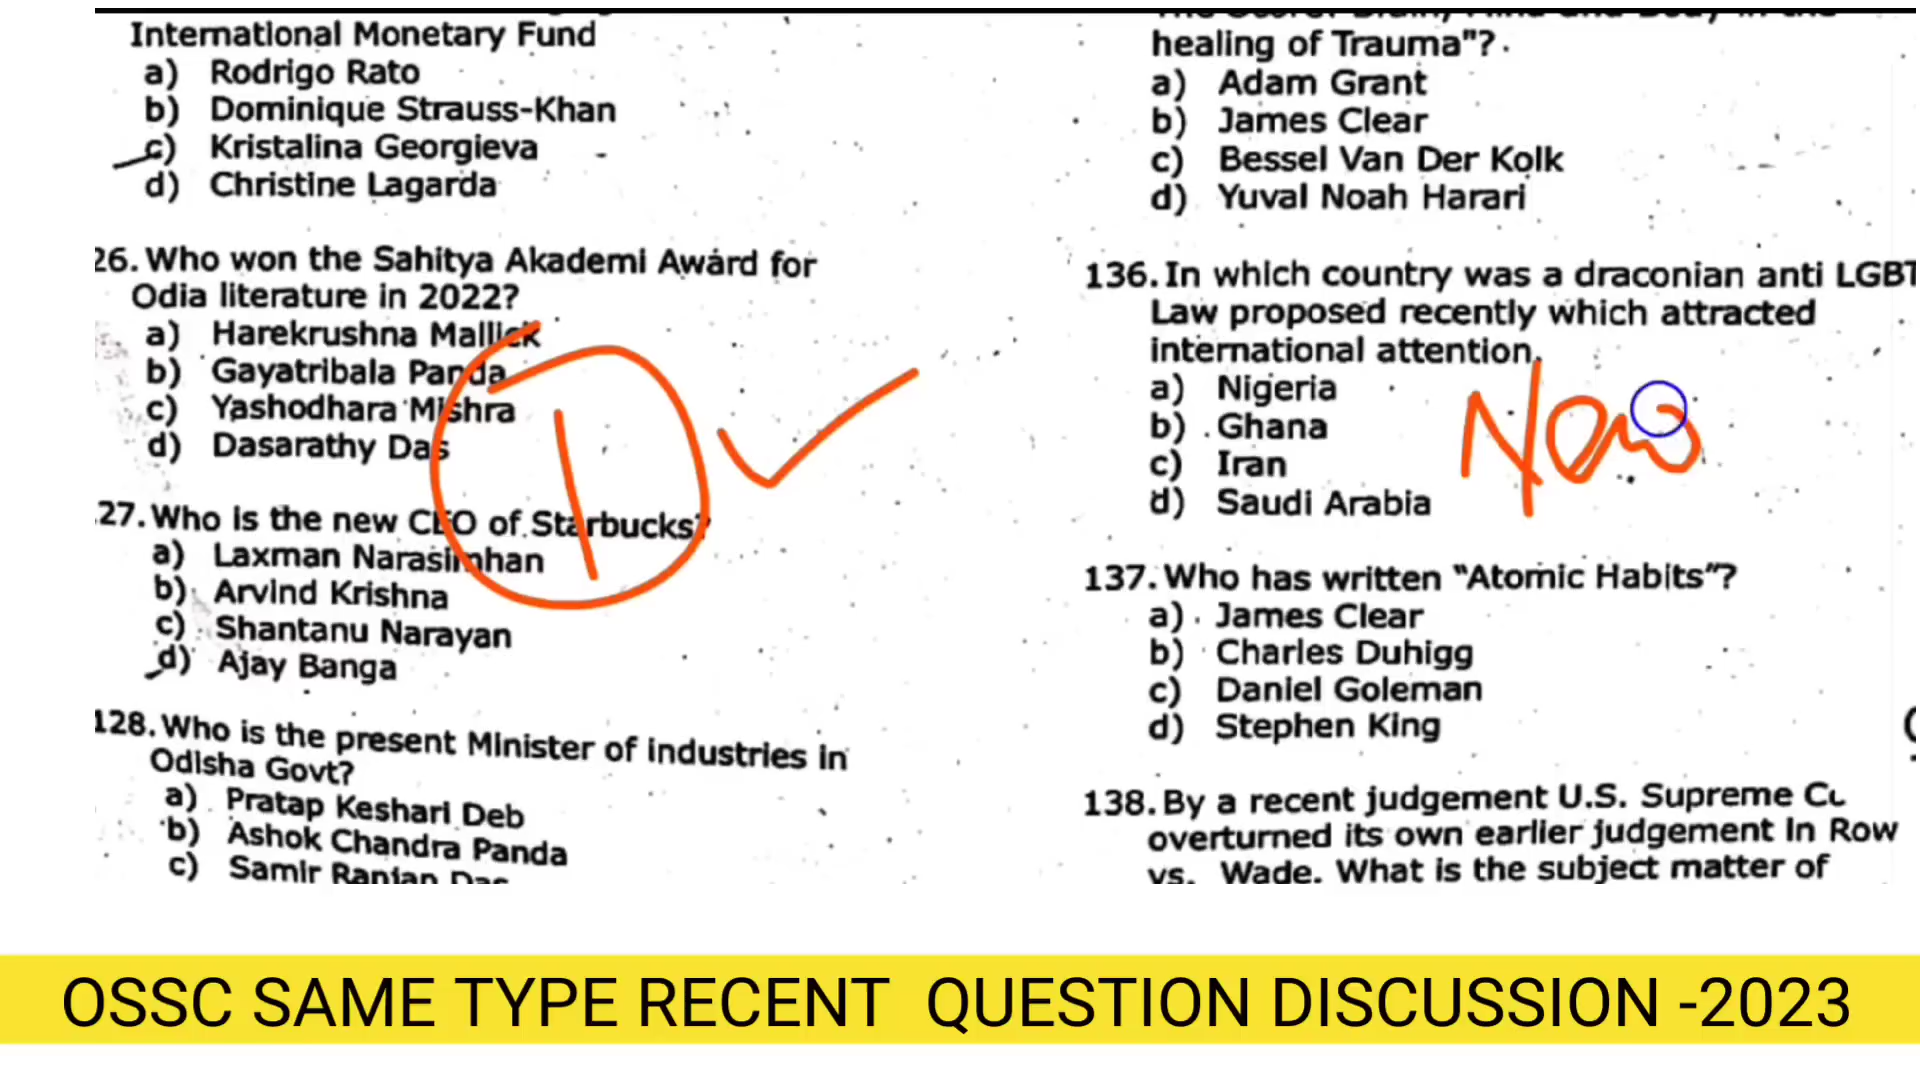 International Monetary Fund
a) Rodrigo Rato
b) Dominique Strauss-Khan
c) Kristalina Georgieva
d) Christine Lagarda
26. Who won the Sahitya Akademi Award for
Odia literature in 2022?
a) Harekrushna Mallick
b) Gayatribala Panda
c) Yashodhara Mishra
d) Dasarathy Das
27. Who is the new CEO of Starbucks?
a) Laxman Narasimhan
b) Arvind Krishna
c) Shantanu Narayan
d) Ajay Banga
128. Who is the present Minister of industries in
Odisha Govt?
a) Pratap Keshari Deb
b) Ashok Chandra Panda
c) Samir Ranjan Das
healing of Trauma"?
a) Adam Grant
b) James Clear
c) Bessel Van Der Kolk
d) Yuval Noah Harari
136. In which country was a draconian anti LGBT
Law proposed recently which attracted
international attention.
a) Nigeria
b) Ghana
c) Iran
d) Saudi Arabia
137. Who has written "Atomic Habits"?
a) James Clear
b) Charles Duhigg
c) Daniel Goleman
d) Stephen King
138. By a recent judgement U.S. Supreme
overturned its own earlier judgement in Row
vs. Wade. What is the subject matter of
OSSC SAME TYPE RECENT QUESTION DISCUSSION -2023